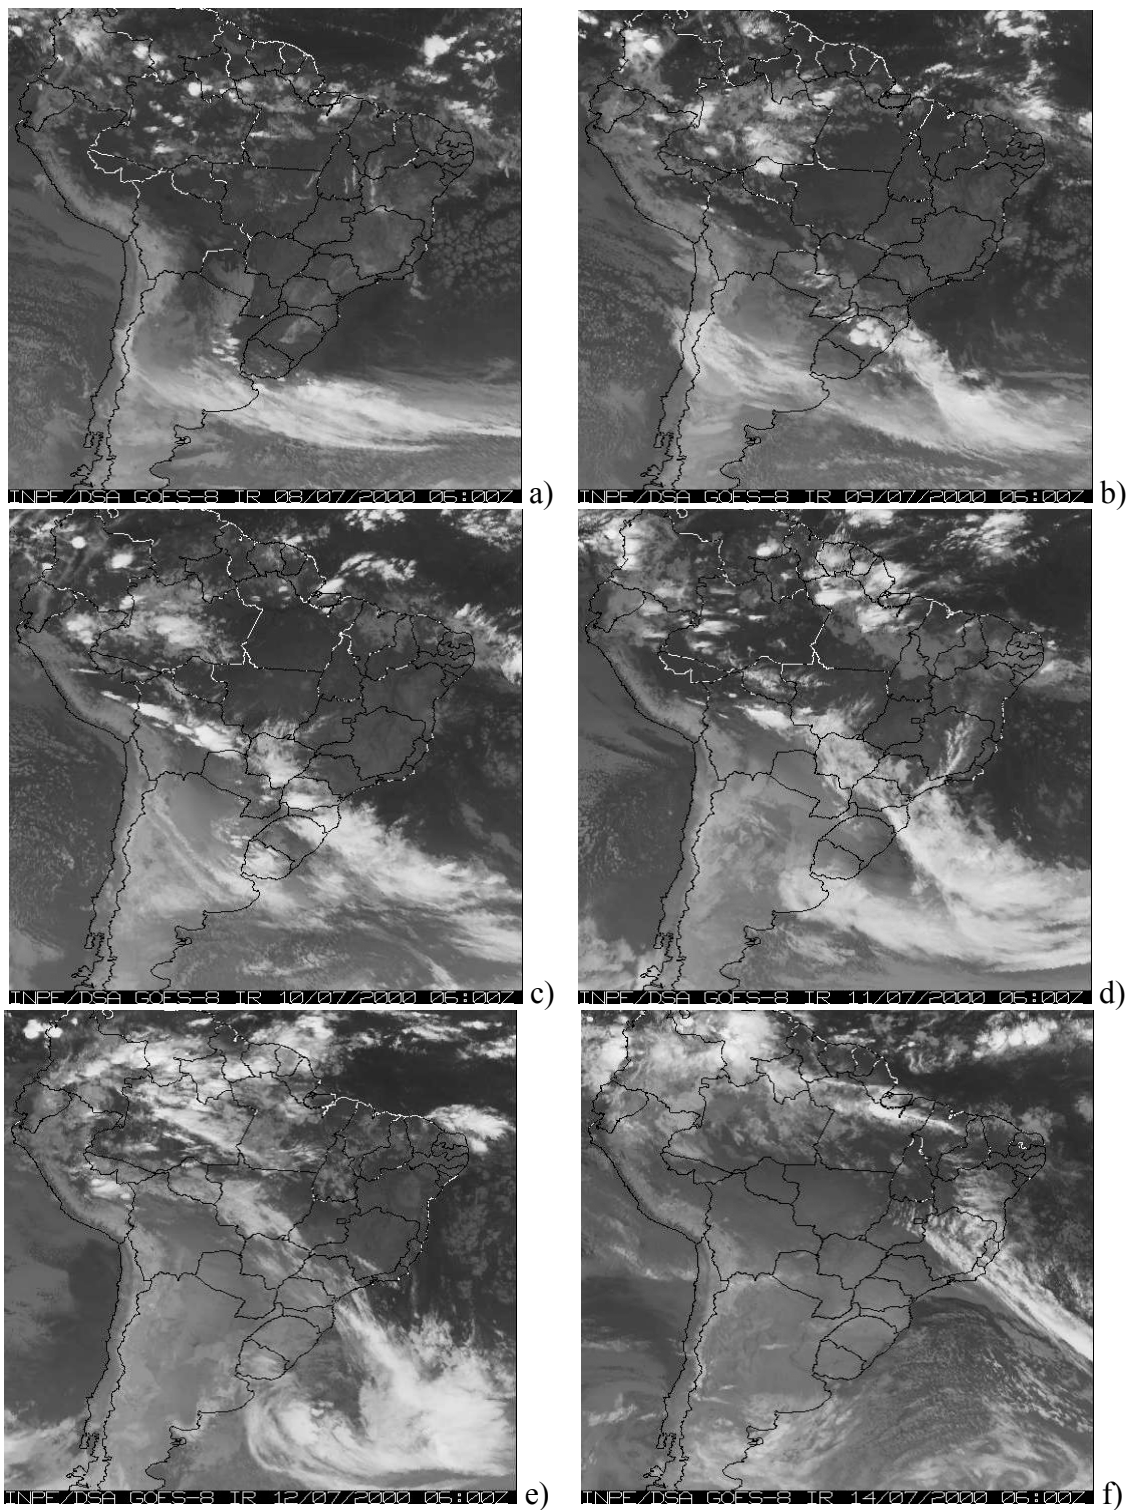 INPE/DSA GOES-8 IR 08/07/2000 06:00Z a)
INPE/DSA GOES-8 IR 09/07/2000 06:00Z b)
INPE/DSA GOES-8 IR 10/07/2000 06:00Z c)
INPE/DSA GOES-8 IR 11/07/2000 06:00Z d)
INPE/DSA GOES-8 IR 12/07/2000 06:00Z e)
INPE/DSA GOES-8 IR 14/07/2000 06:00Z f)